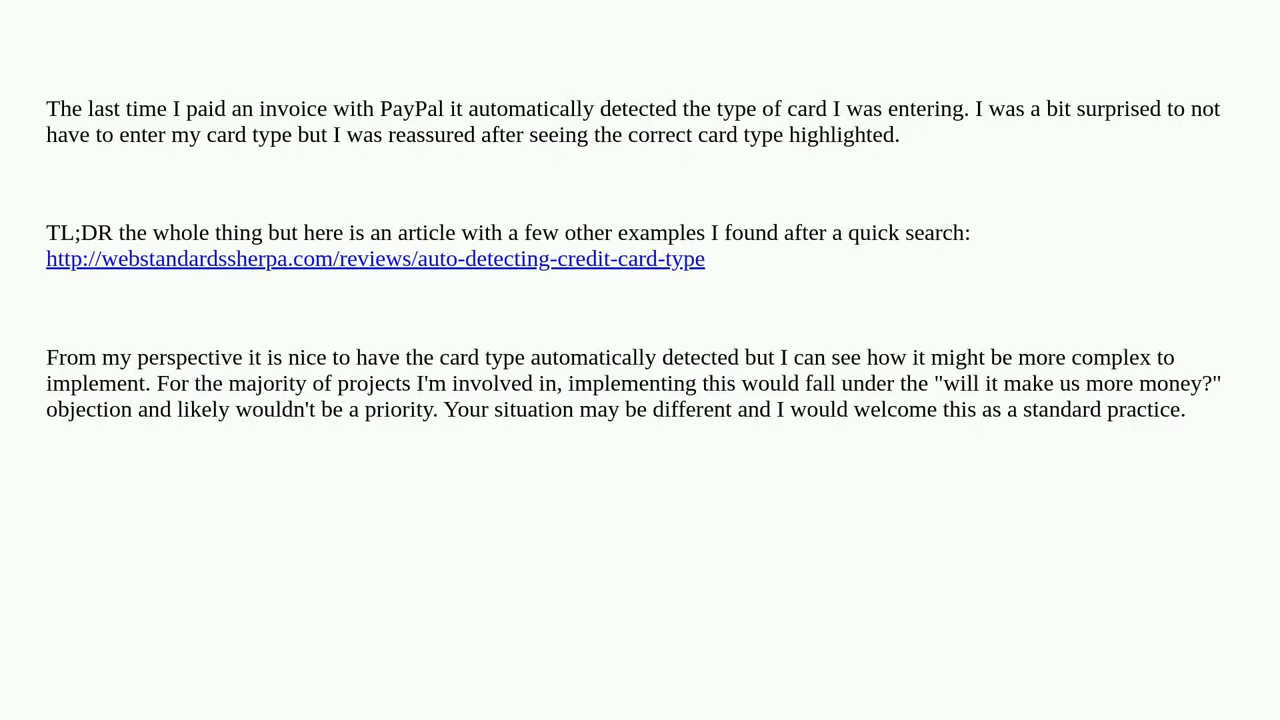 The last time I paid an invoice with PayPal it automatically detected the type of card I was entering. I was a bit surprised to not
have to enter my card type but I was reassured after seeing the correct card type highlighted.
TL;DR the whole thing but here is an article with a few other examples I found after a quick search:
http://webstandardssherpa.com/reviews/auto-detecting-credit-card-type
From my perspective it is nice to have the card type automatically detected but I can see how it might be more complex to
implement. For the majority of projects I'm involved in, implementing this would fall under the "will it make us more money?"
objection and likely wouldn't be a priority. Your situation may be different and I would welcome this as a standard practice.